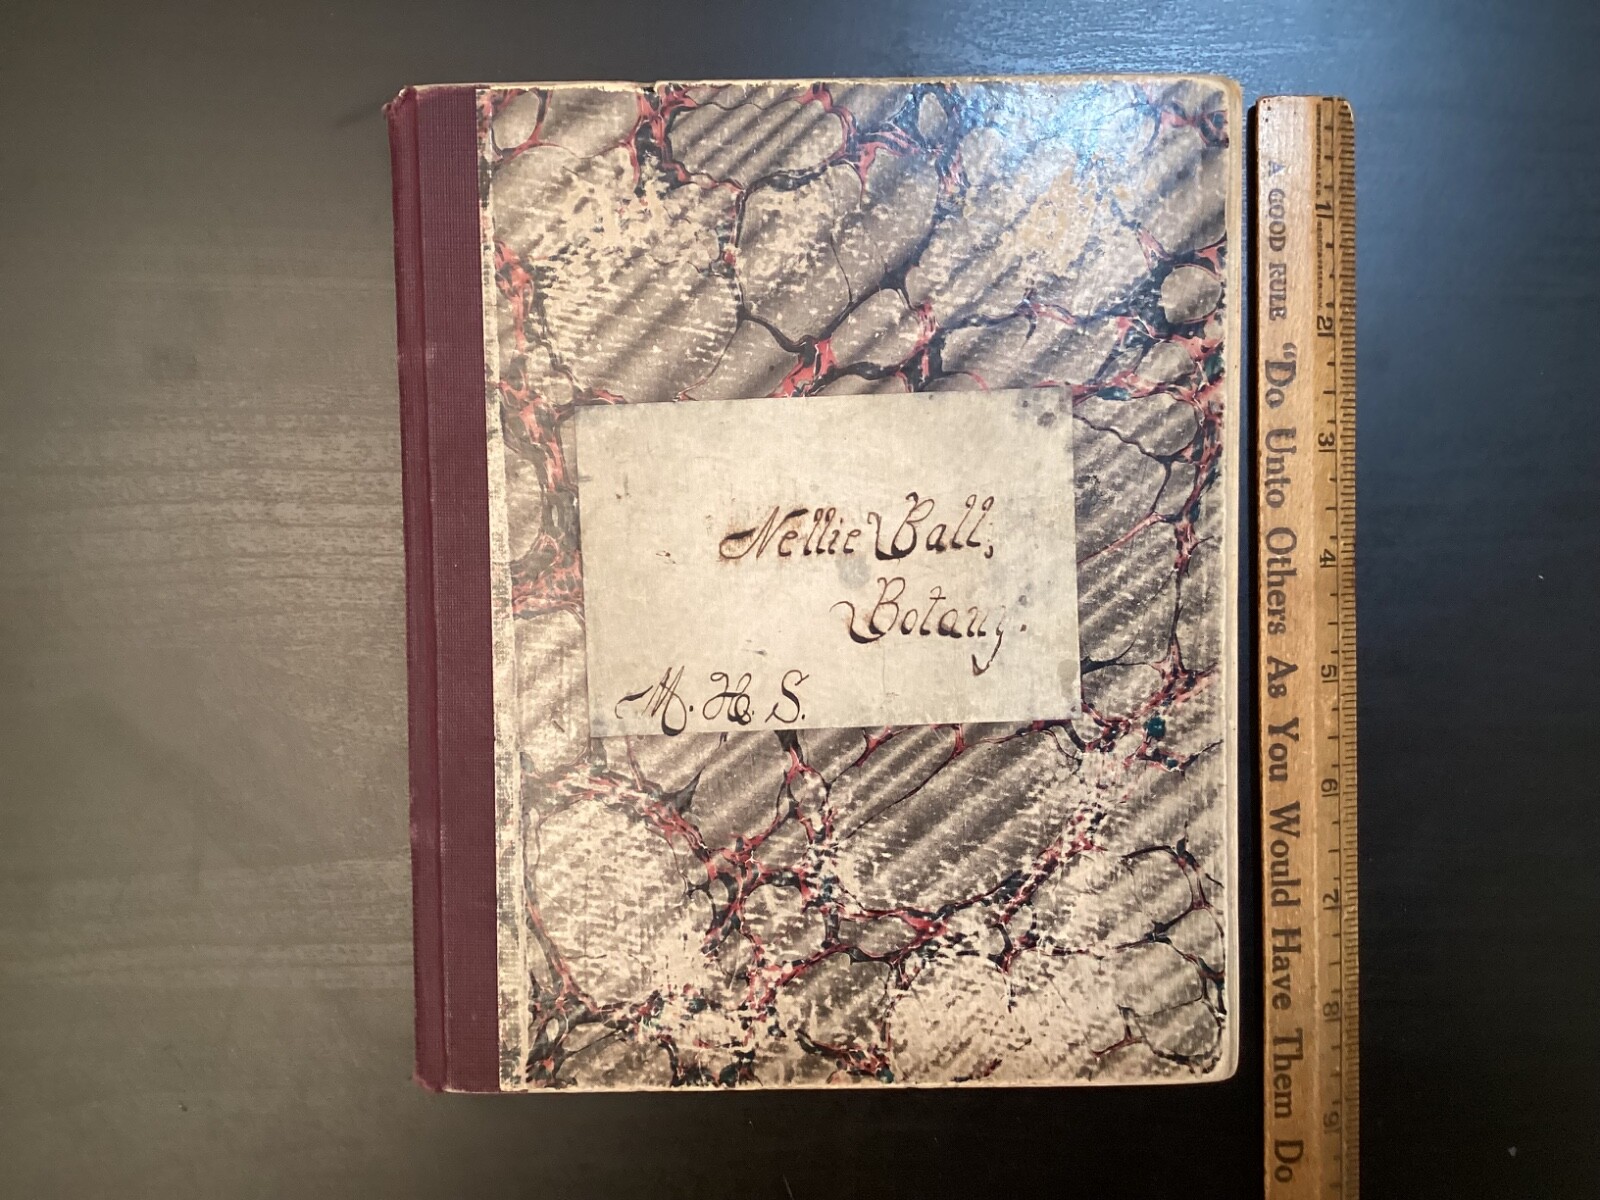 Nellie Ball,
Botany.
M. H. S.
A GOOD RULE "Do Unto Others As You Would Have Them Do
1 2 3 4 5 6 7 8 9